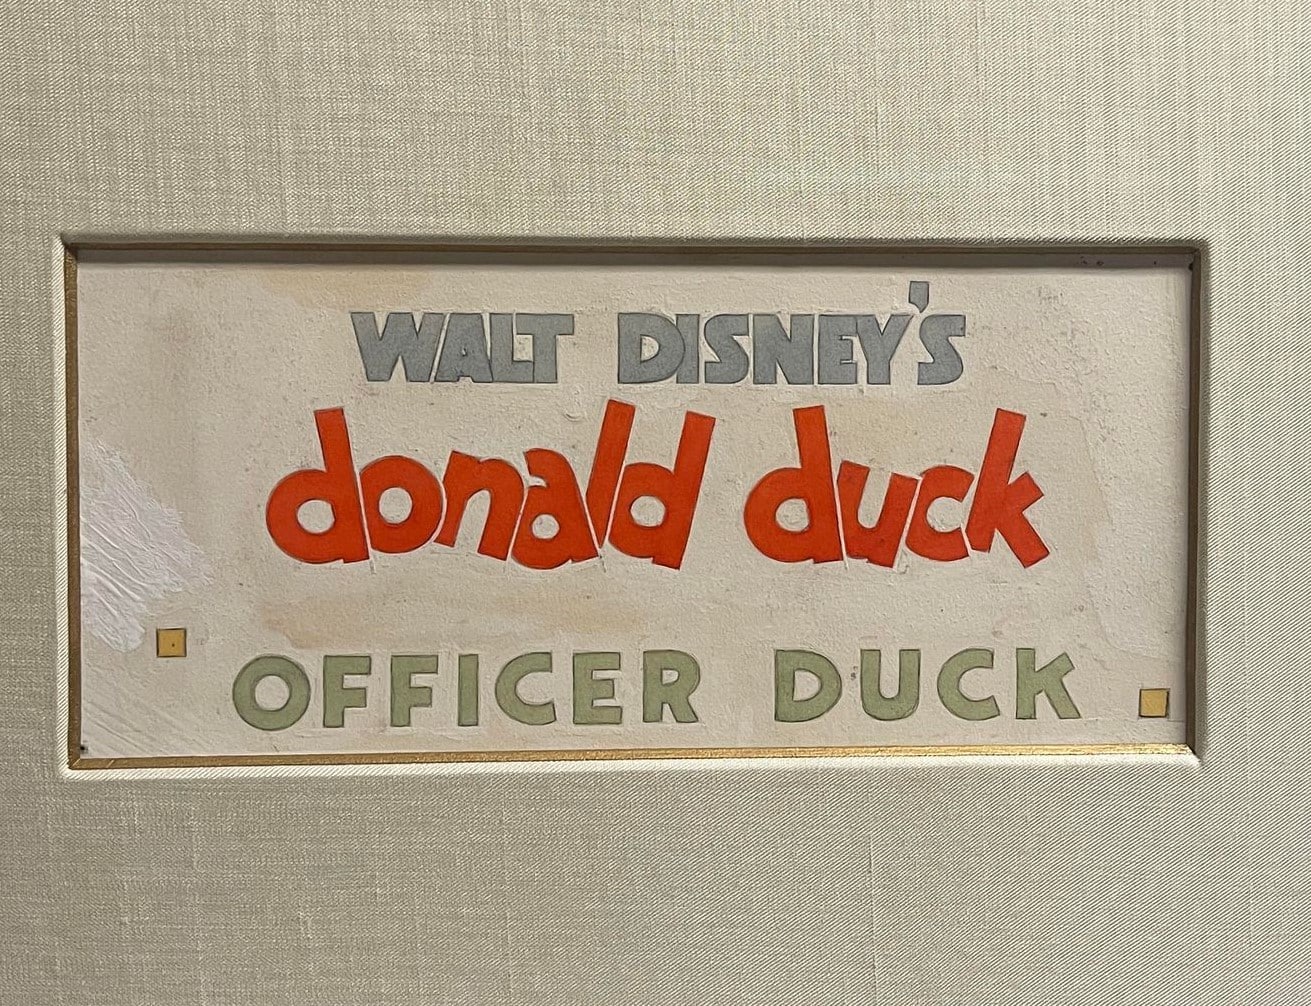 WALT DISNEY'S
donald duck
OFFICER DUCK